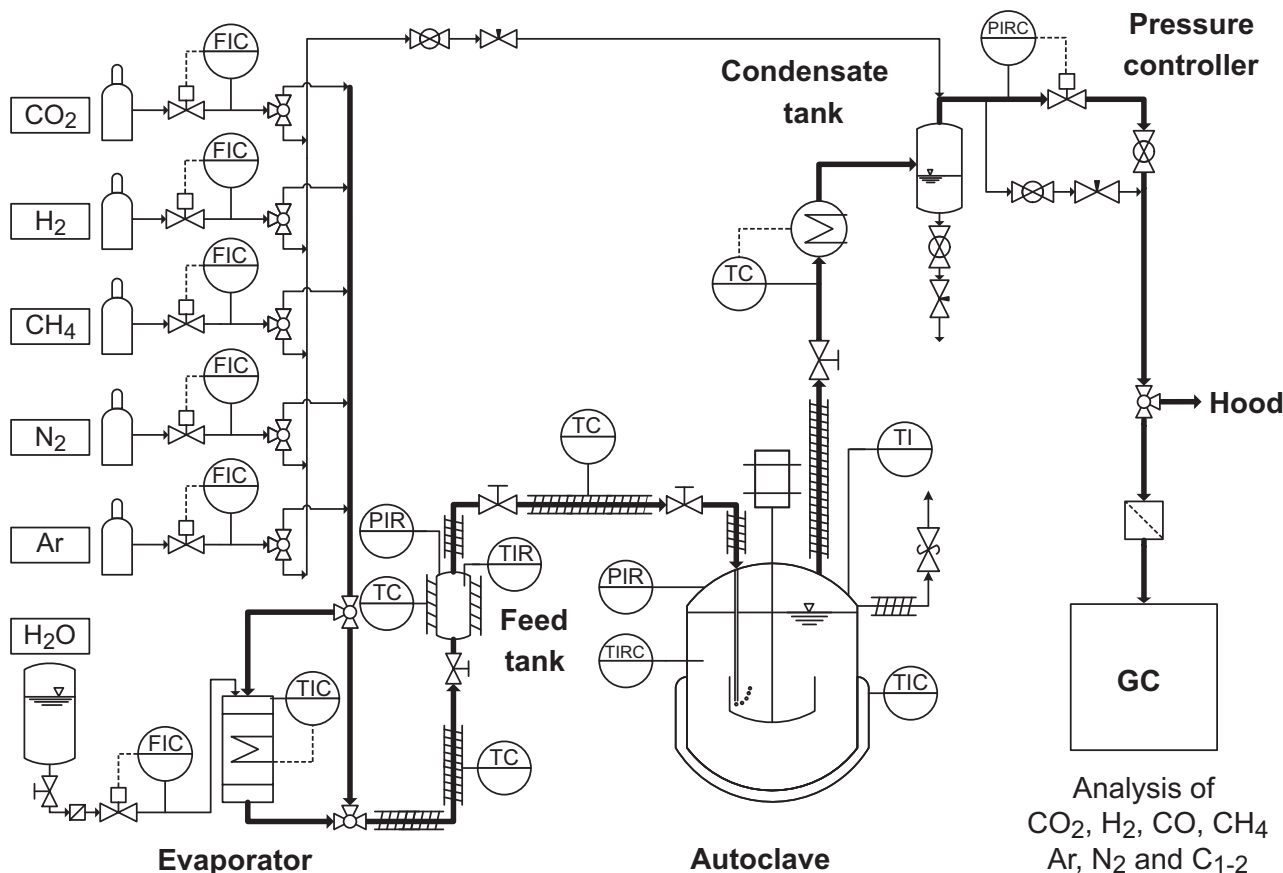 FIC
CO2
FIC
H2
FIC
CH4
FIC
N2
FIC
Ar
H2O
FIC
TIC
Evaporator
PIR
TIR
TC
Feed
tank
TC
TC
PIR
TIRC
TIC
TI
Autoclave
TC
Condensate
tank
PIRC
Pressure
controller
Hood
GC
Analysis of
CO2, H2, CO, CH4
Ar, N2 and C1-2